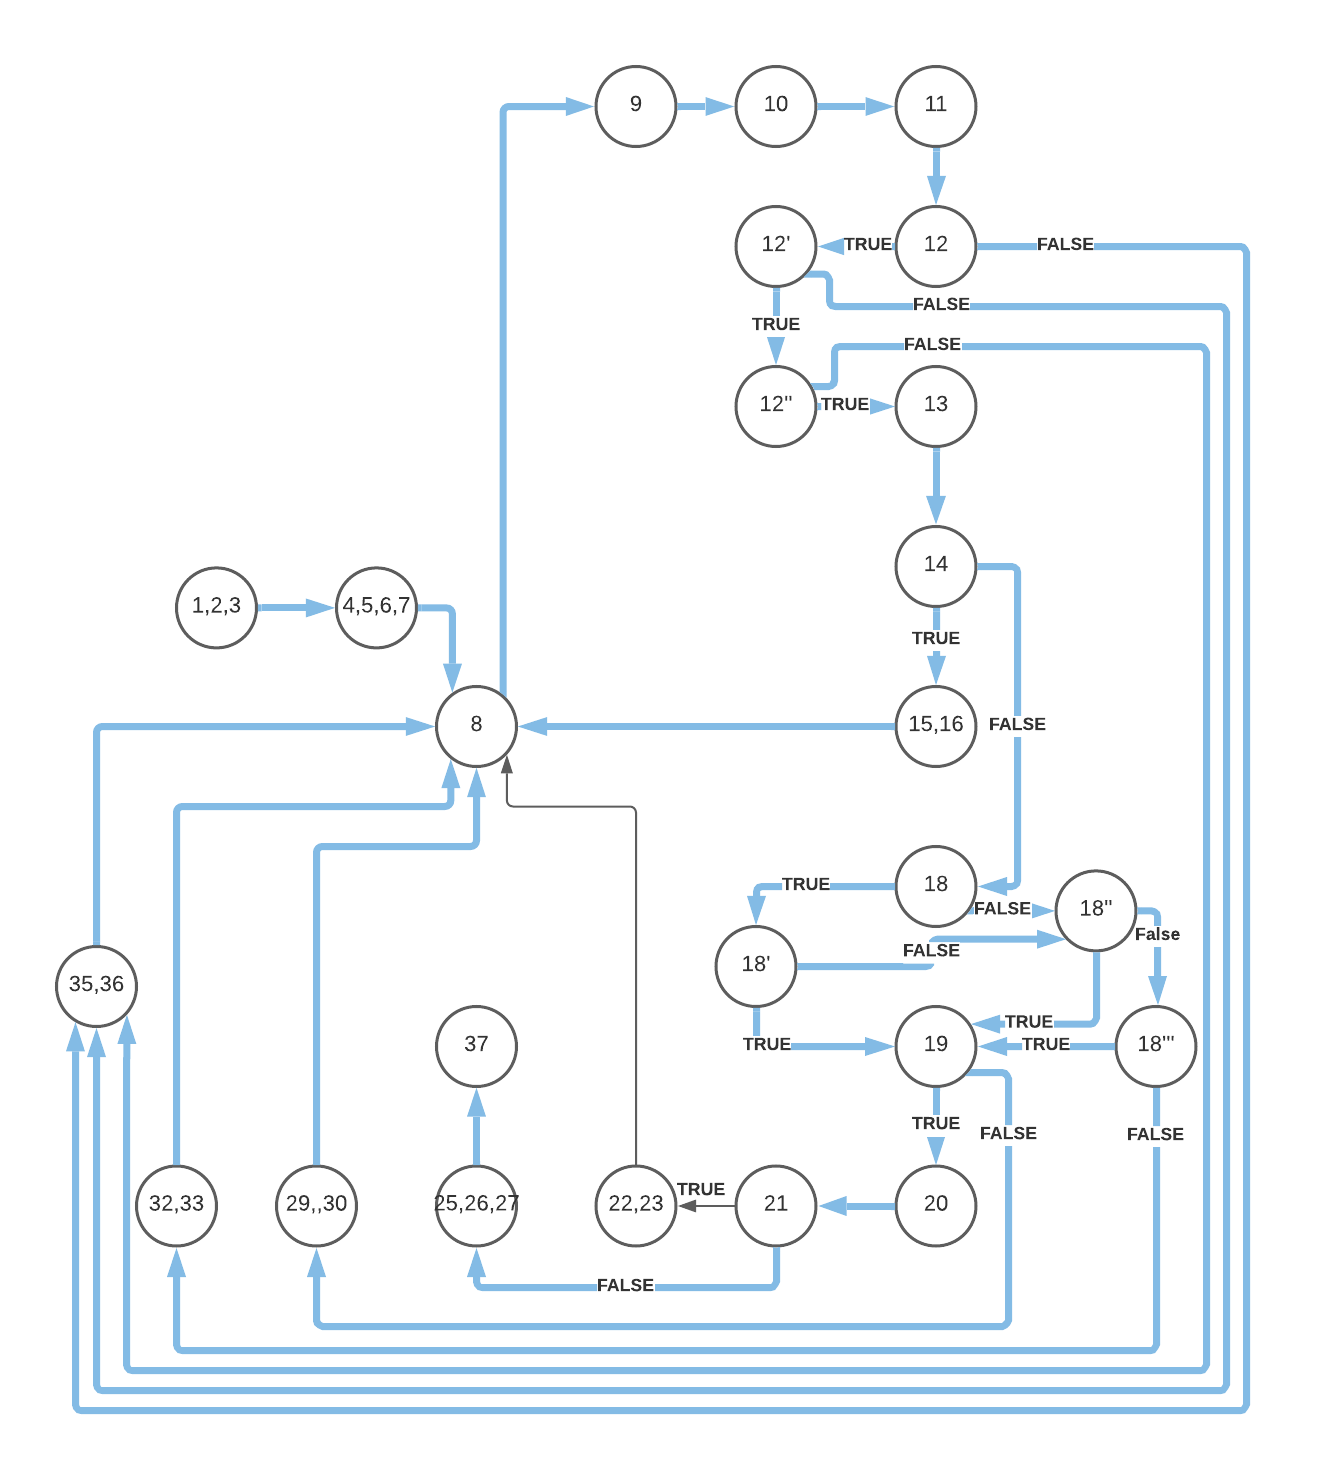 9
10
11
12'
TRUE
12
FALSE
FALSE
TRUE
FALSE
12"
TRUE
13
14
1,2,3
4,5,6,7
TRUE
8
15,16
FALSE
TRUE
18
FALSE
18"
False
FALSE
18'
35,36
TRUE
37
TRUE
19
TRUE
18'"
TRUE
FALSE
FALSE
TRUE
32,33
29,,30
25,26,27
22,23
21
20
FALSE